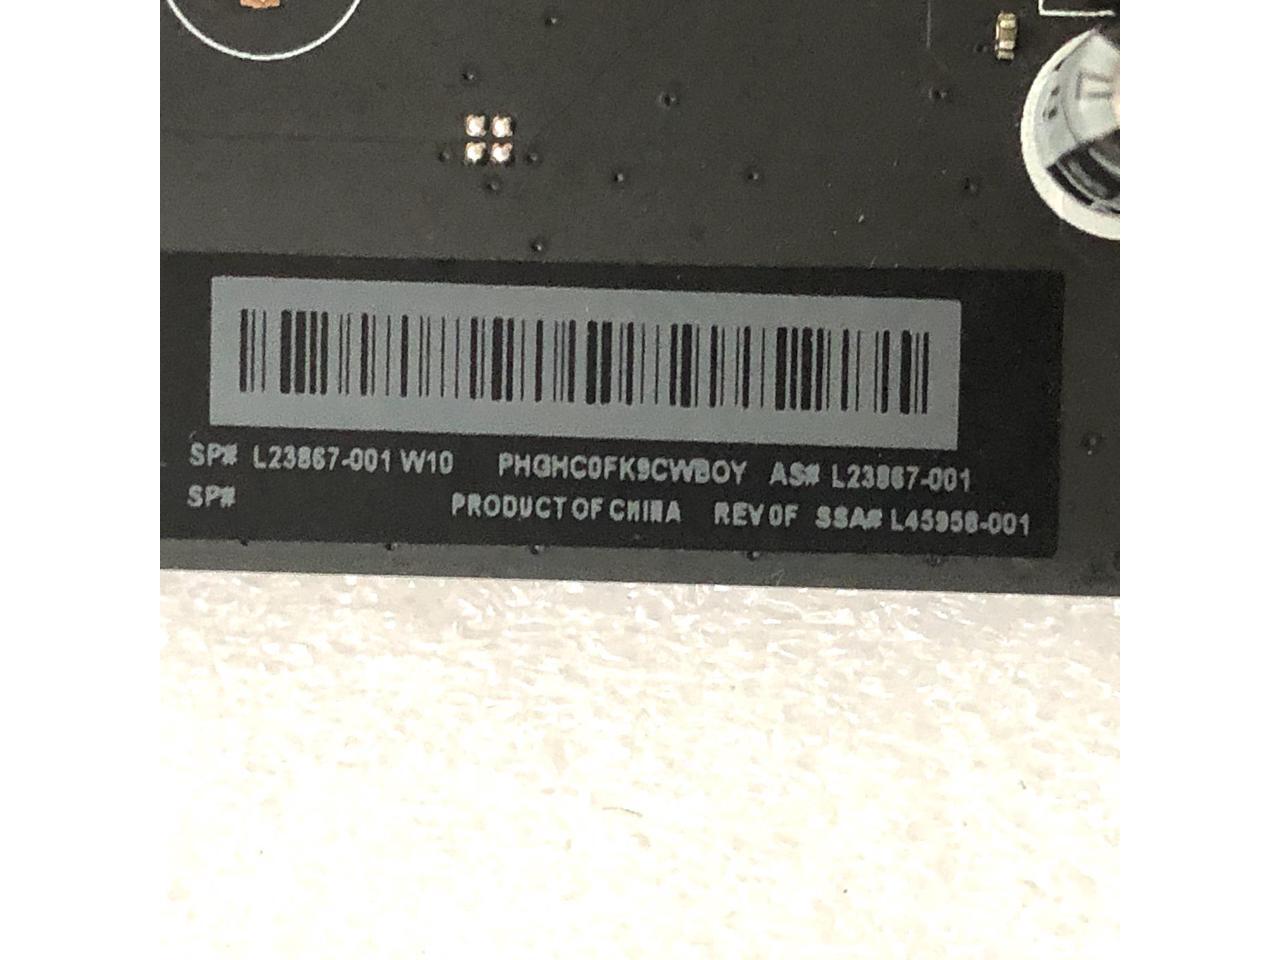 SP# L23867-001 W10 PHGHC0FK9CWBOY AS# L23867-001
SP# PRODUCT OF CHINA REV 0F SSA# L45958-001